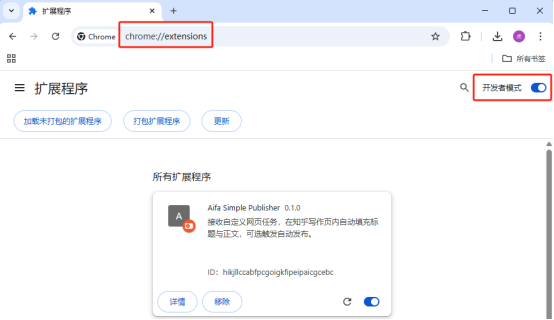 扩展程序
Chrome
chrome://extensions
所有书签
扩展程序
开发者模式
加载未打包的扩展程序
打包扩展程序
更新
所有扩展程序
A
Aifa Simple Publisher 0.1.0
接收自定义网页任务，在知乎写作页内自动填充标
题与正文，可选触发自动发布。
ID：hikjllccabfpcgoigkfipeipaicgcebc
详情
移除